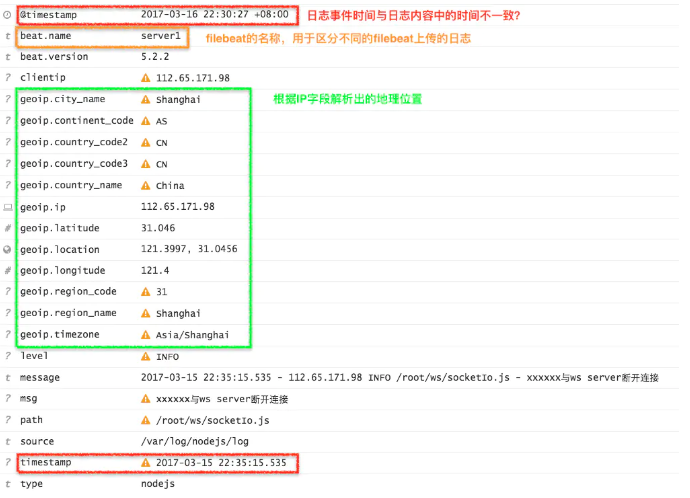 @timestamp 2017-03-16 22:30:27 +08:00 日志事件时间与日志内容中的时间不一致?
t beat.name server1 filebeat的名称，用于区分不同的filebeat上传的日志
t beat.version 5.2.2
? clientip 112.65.171.98
? geoip.city_name Shanghai 根据IP字段解析出的地理位置
? geoip.continent_code AS
? geoip.country_code2 CN
? geoip.country_code3 CN
? geoip.country_name China
geoip.ip 112.65.171.98
# geoip.latitude 31.046
geoip.location 121.3997, 31.0456
# geoip.longitude 121.4
? geoip.region_code 31
? geoip.region_name Shanghai
? geoip.timezone Asia/Shanghai
? level INFO
t message 2017-03-15 22:35:15.535 - 112.65.171.98 INFO /root/ws/socketIo.js - xxxxxx与ws server断开连接
? msg xxxxxx与ws server断开连接
? path /root/ws/socketIo.js
t source /var/log/nodejs/log
? timestamp 2017-03-15 22:35:15.535
t type nodejs